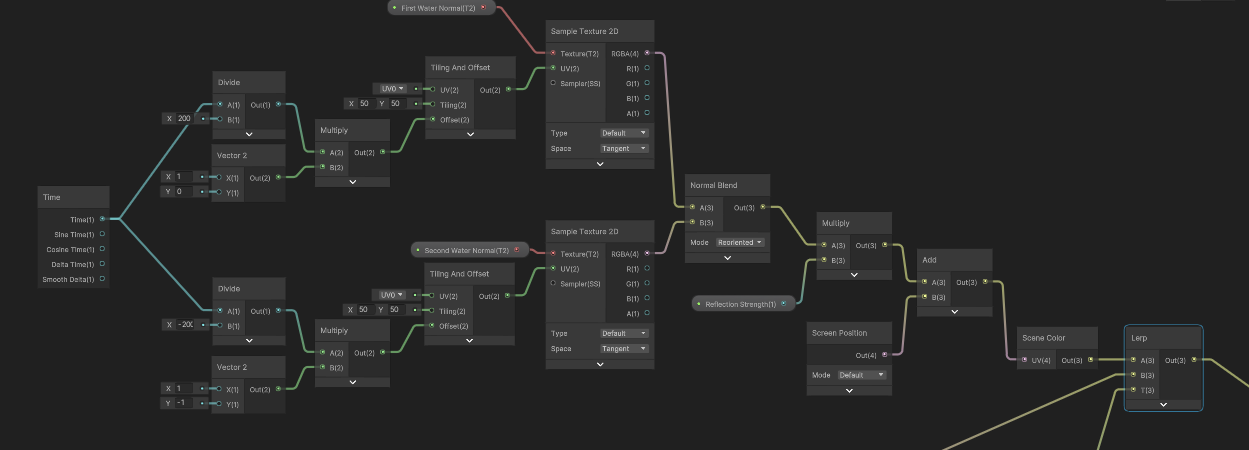 First Water Normal(T2)
Sample Texture 2D
Texture(T2) RGBA(4)
UV(2) R(1)
Sampler(SS) G(1)
B(1)
A(1)
Type Default
Space Tangent
Tiling And Offset
UV0 UV(2) Out(2)
X 50 Y 50 Tiling(2)
Offset(2)
Divide
A(1) Out(1)
X 200 B(1)
Multiply
A(2) Out(2)
B(2)
Vector 2
X 1 X(1) Out(2)
Y 0 Y(1)
Time
Time(1)
Sine Time(1)
Cosine Time(1)
Delta Time(1)
Smooth Delta(1)
Normal Blend
A(3) Out(3)
B(3)
Mode Reoriented
Second Water Normal(T2)
Sample Texture 2D
Texture(T2) RGBA(4)
UV(2) R(1)
Sampler(SS) G(1)
B(1)
A(1)
Type Default
Space Tangent
Tiling And Offset
UV0 UV(2) Out(2)
X 50 Y 50 Tiling(2)
Offset(2)
Divide
A(1) Out(1)
X -200 B(1)
Multiply
A(2) Out(2)
B(2)
Vector 2
X 1 X(1) Out(2)
Y -1 Y(1)
Multiply
A(3) Out(3)
B(3)
Reflection Strength(1)
Add
A(3) Out(3)
B(3)
Screen Position
Out(4)
Mode Default
Scene Color
UV(4) Out(3)
Lerp
A(3) Out(3)
B(3)
T(3)